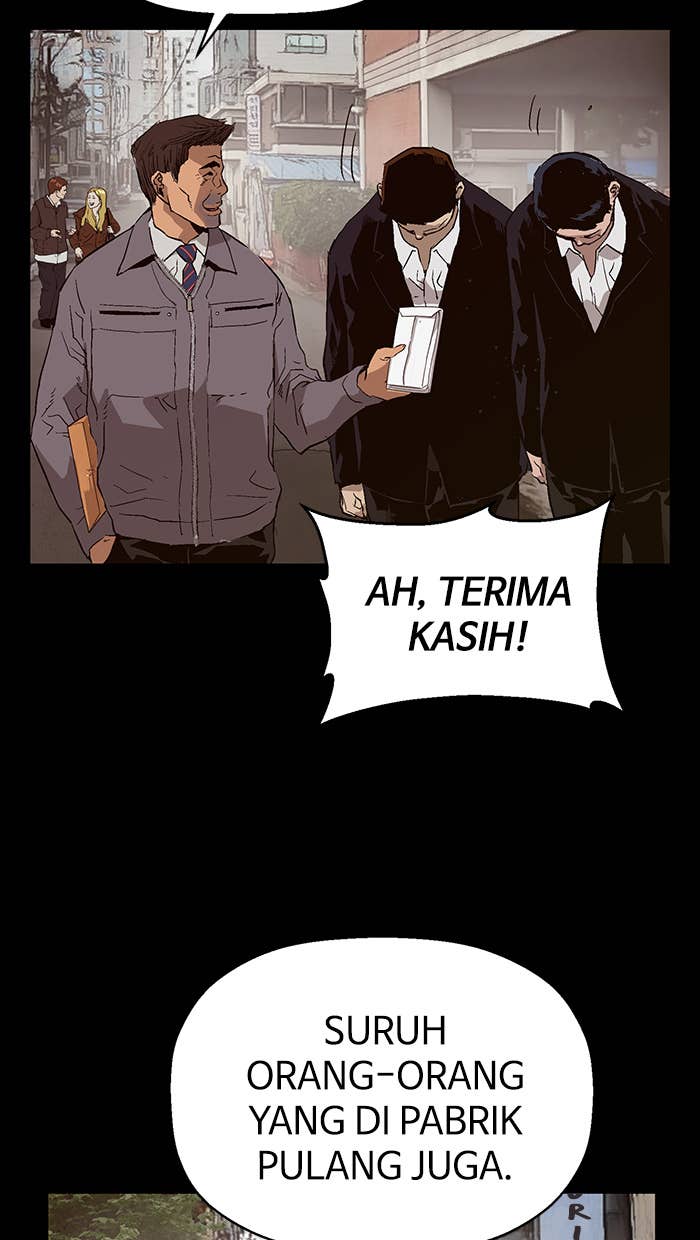 AH, TERIMA
KASIH!
SURUH
ORANG-ORANG
YANG DI PABRIK
PULANG JUGA.